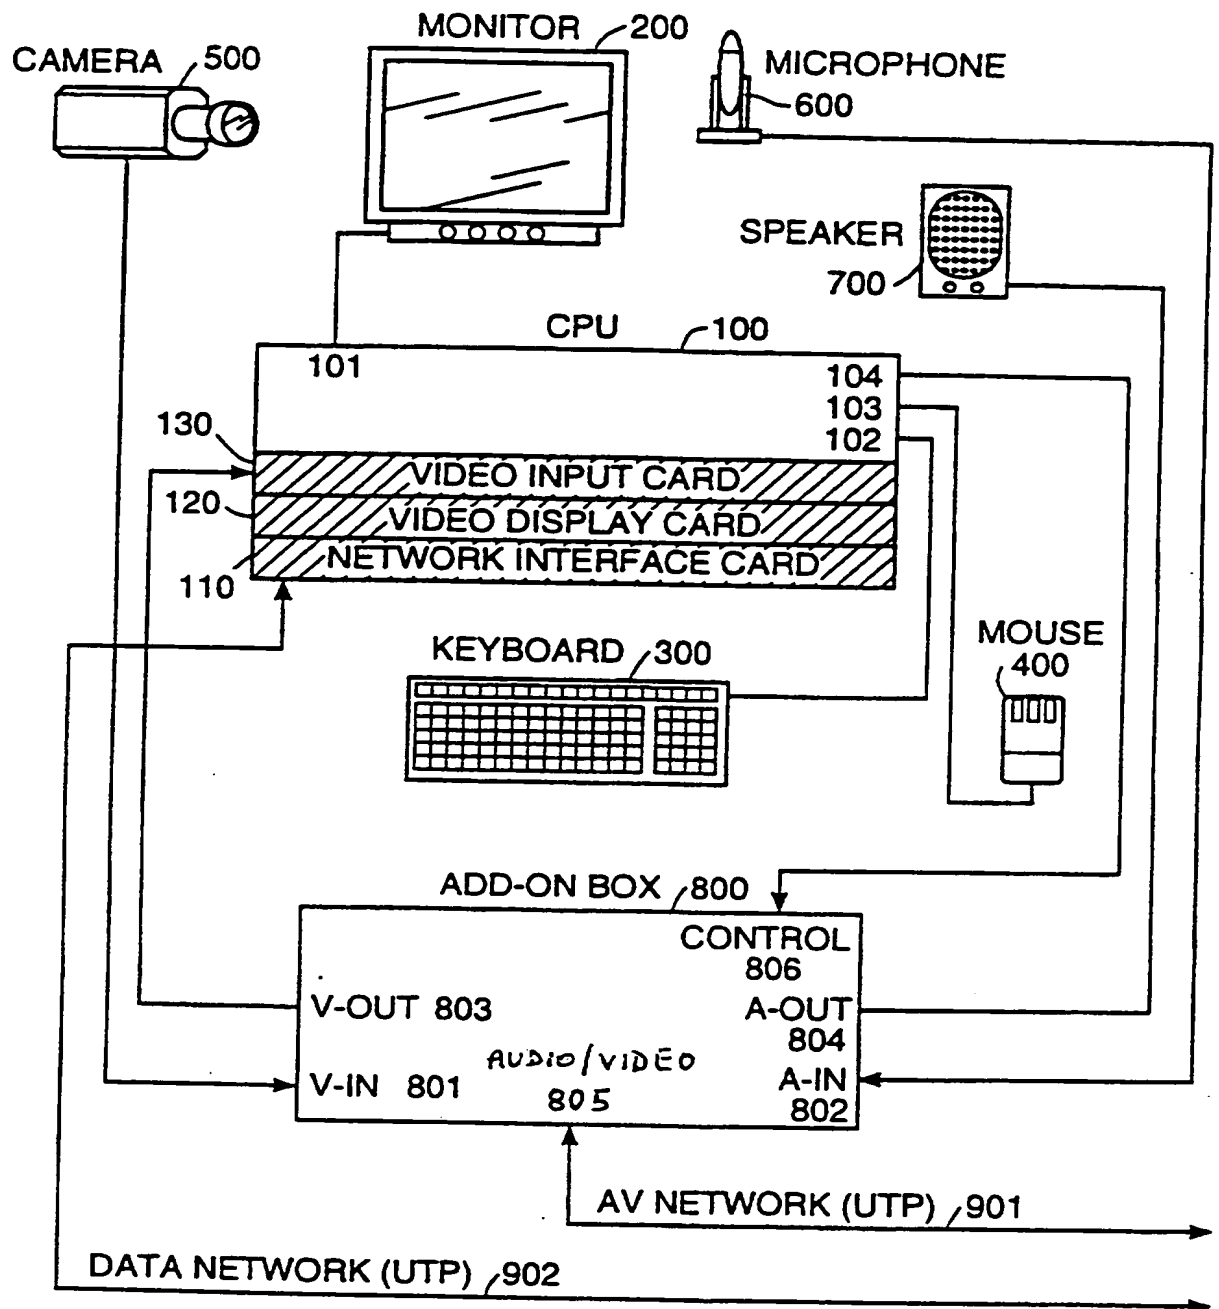 MONITOR 200
CAMERA 500
MICROPHONE
600
SPEAKER
700
CPU 100
101
104
103
102
130
VIDEO INPUT CARD
120
VIDEO DISPLAY CARD
NETWORK INTERFACE CARD
110
KEYBOARD 300
MOUSE
400
ADD-ON BOX 800
CONTROL
806
V-OUT 803
A-OUT
804
AUDIO/VIDEO
805
V-IN 801
A-IN
802
AV NETWORK (UTP) 901
DATA NETWORK (UTP) 902